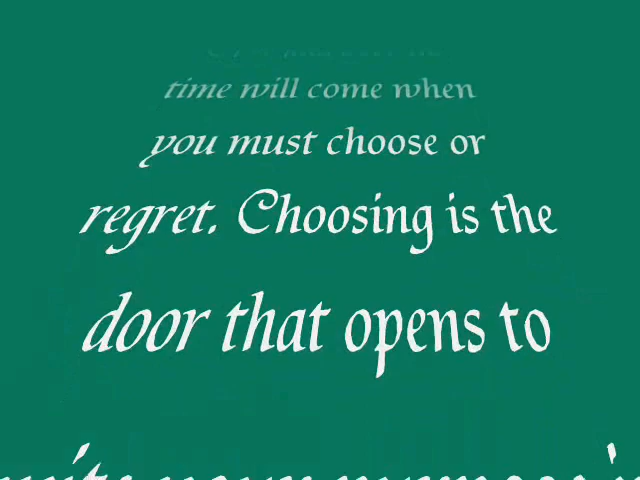 time will come when
you must choose or
regret. Choosing is the
door that opens to